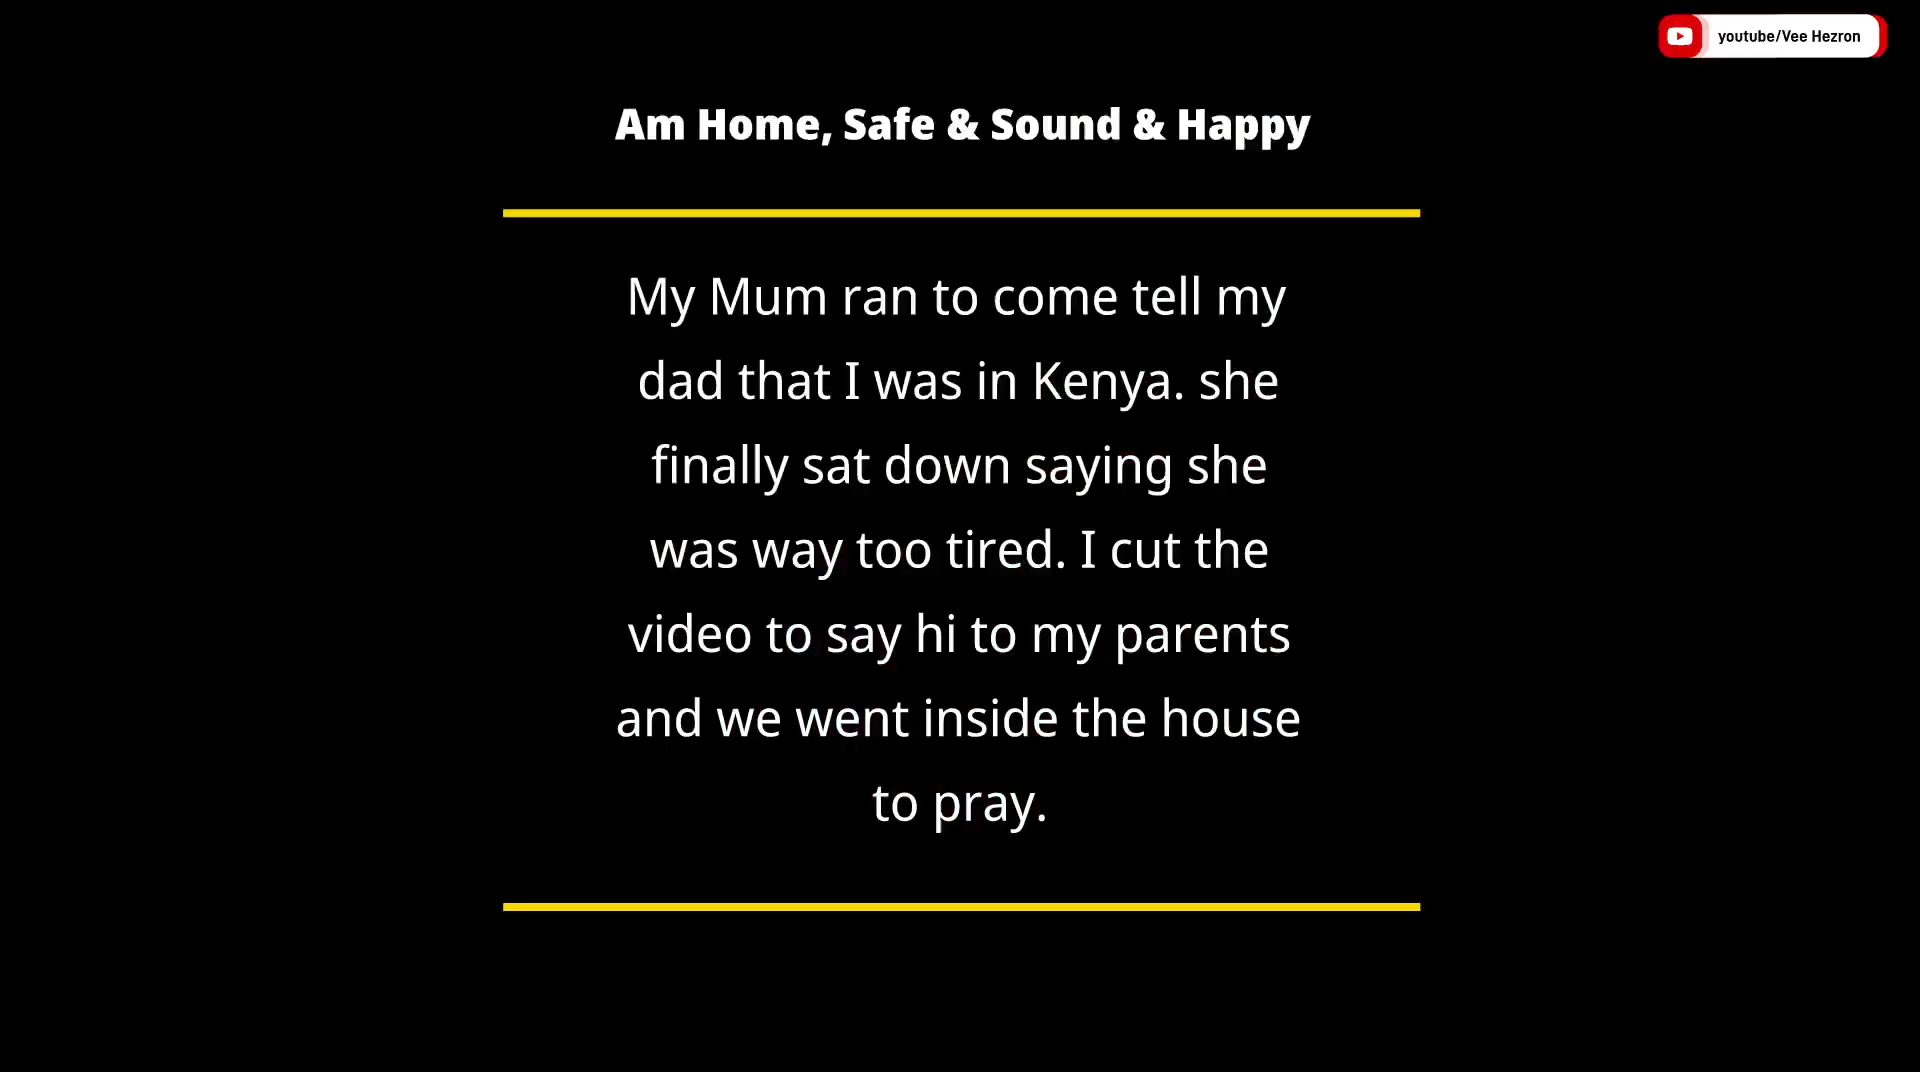 youtube/Vee Hezron
Am Home, Safe & Sound & Happy
My Mum ran to come tell my
dad that I was in Kenya. she
finally sat down saying she
was way too tired. I cut the
video to say hi to my parents
and we went inside the house
to pray.